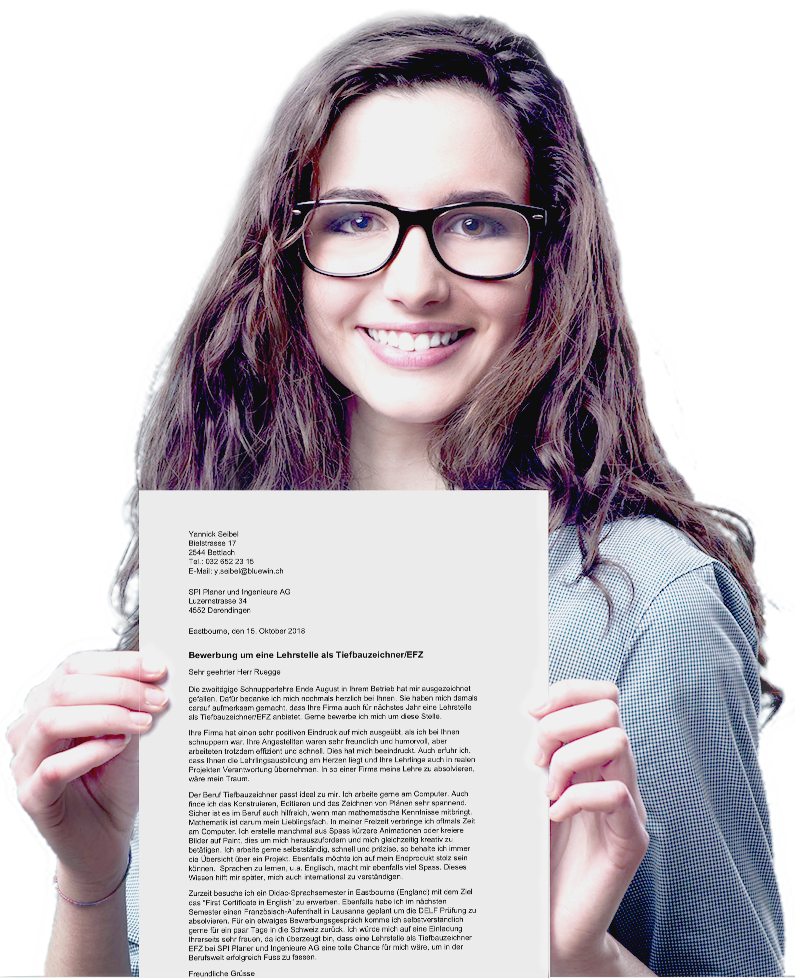 Yannick Seibel
Bielstrasse 17
2544 Bettlach
Tel.: 032 652 23 15
E-Mail: y.seibel@bluewin.ch
SPI Planer und Ingenieure AG
Luzernstrasse 34
4552 Derendingen
Eastbourne, den 15. Oktober 2018
Bewerbung um eine Lehrstelle als Tiefbauzeichner/EFZ
Sehr geehrter Herr Ruegge
Die zweitägige Schnupperlehre Ende August in Ihrem Betrieb hat mir ausgezeichnet
gefallen. Dafür bedanke ich mich nochmals herzlich bei Ihnen. Sie haben mich damals
darauf aufmerksam gemacht, dass Ihre Firma auch für nächstes Jahr eine Lehrstelle
als Tiefbauzeichner/EFZ anbietet. Gerne bewerbe ich mich um diese Stelle.
Ihre Firma hat einen sehr positiven Eindruck auf mich ausgeübt, als ich bei Ihnen
schnuppern war. Ihre Angestellten waren sehr freundlich und humorvoll, aber
arbeiteten trotzdem effizient und schnell. Dies hat mich beeindruckt. Auch erfuhr ich,
dass Ihnen die Lehrlingsausbildung am Herzen liegt und Ihre Lehrlinge auch in realen
Projekten Verantwortung übernehmen. In so einer Firma meine Lehre zu absolvieren,
wäre mein Traum.
Der Beruf Tiefbauzeichner passt ideal zu mir. Ich arbeite gerne am Computer. Auch
finde ich das Konstruieren, Editieren und das Zeichnen von Plänen sehr spannend.
Sicher ist es im Beruf auch hilfreich, wenn man mathematische Kenntnisse mitbringt.
Mathematik ist darum mein Lieblingsfach. In meiner Freizeit verbringe ich oftmals Zeit
am Computer. Ich erstelle manchmal aus Spass kürzere Animationen oder kreiere
Bilder auf Paint, dies um mich herauszufordern und mich gleichzeitig kreativ zu
betätigen. Ich arbeite gerne selbstständig, schnell und präzise, so behalte ich immer
die Übersicht über ein Projekt. Ebenfalls möchte ich auf mein Endprodukt stolz sein
können. Sprachen zu lernen, u.a. Englisch, macht mir ebenfalls viel Spass. Dieses
Wissen hilft mir später, mich auch international zu verständigen.
Zurzeit besuche ich ein Didac-Sprachsemester in Eastbourne (England) mit dem Ziel
das "First Certificate in English" zu erwerben. Ebenfalls habe ich im nächsten
Semester einen Französisch-Aufenthalt in Lausanne geplant um die DELF Prüfung zu
absolvieren. Für ein etwaiges Bewerbungsgespräch komme ich selbstverständlich
gerne für ein paar Tage in die Schweiz zurück. Ich würde mich auf eine Einladung
Ihrerseits sehr freuen, da ich überzeugt bin, dass eine Lehrstelle als Tiefbauzeichner
EFZ bei SPI Planer und Ingenieure AG eine tolle Chance für mich wäre, um in der
Berufswelt erfolgreich Fuss zu fassen.
Freundliche Grüsse